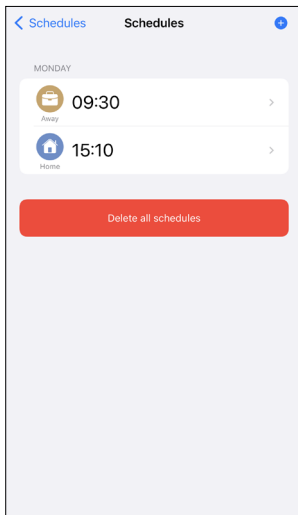 Schedules Schedules
MONDAY
09:30
Away
15:10
Home
Delete all schedules